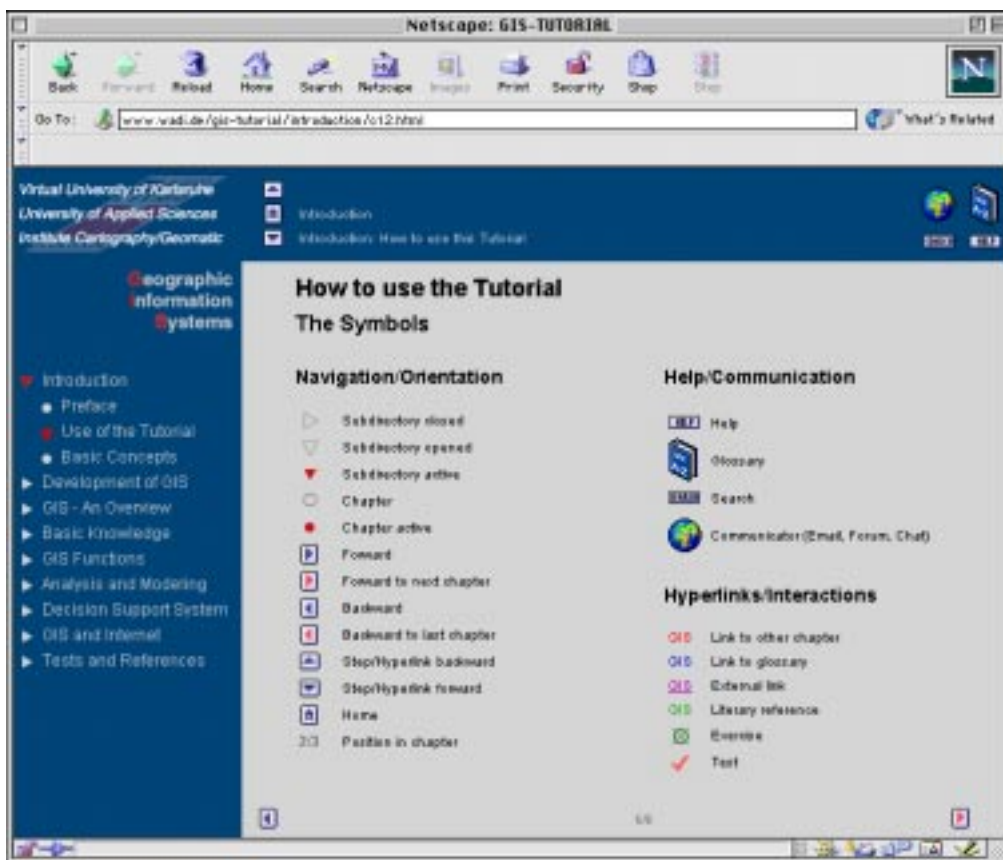 Netscape: GIS-TUTORIAL
Back Forward Reload Home Search Netscape Images Print Security Shop Stop
Go To: www.wadi.de/gis-tutorial/introduction/c12.html What's Related
Virtual University of Karlsruhe
University of Applied Sciences
Institute Cartography/Geomatic
Introduction
Introduction: How to use this Tutorial
Geographic
Information
Systems
Introduction
Preface
Use of the Tutorial
Basic Concepts
Development of GIS
GIS - An Overview
Basic Knowledge
GIS Functions
Analysis and Modeling
Decision Support System
GIS and Internet
Tests and References
How to use the Tutorial
The Symbols
Navigation/Orientation
Subdirectory closed
Subdirectory opened
Subdirectory active
Chapter
Chapter active
Forward
Forward to next chapter
Backward
Backward to last chapter
Step/Hyperlink backward
Step/Hyperlink forward
Home
2/3 Position in chapter
Help/Communication
HELP Help
Glossary
Search
Communicator (Email, Forum, Chat)
Hyperlinks/Interactions
GIS Link to other chapter
GIS Link to glossary
GIS External link
GIS Literary reference
Exercise
Test